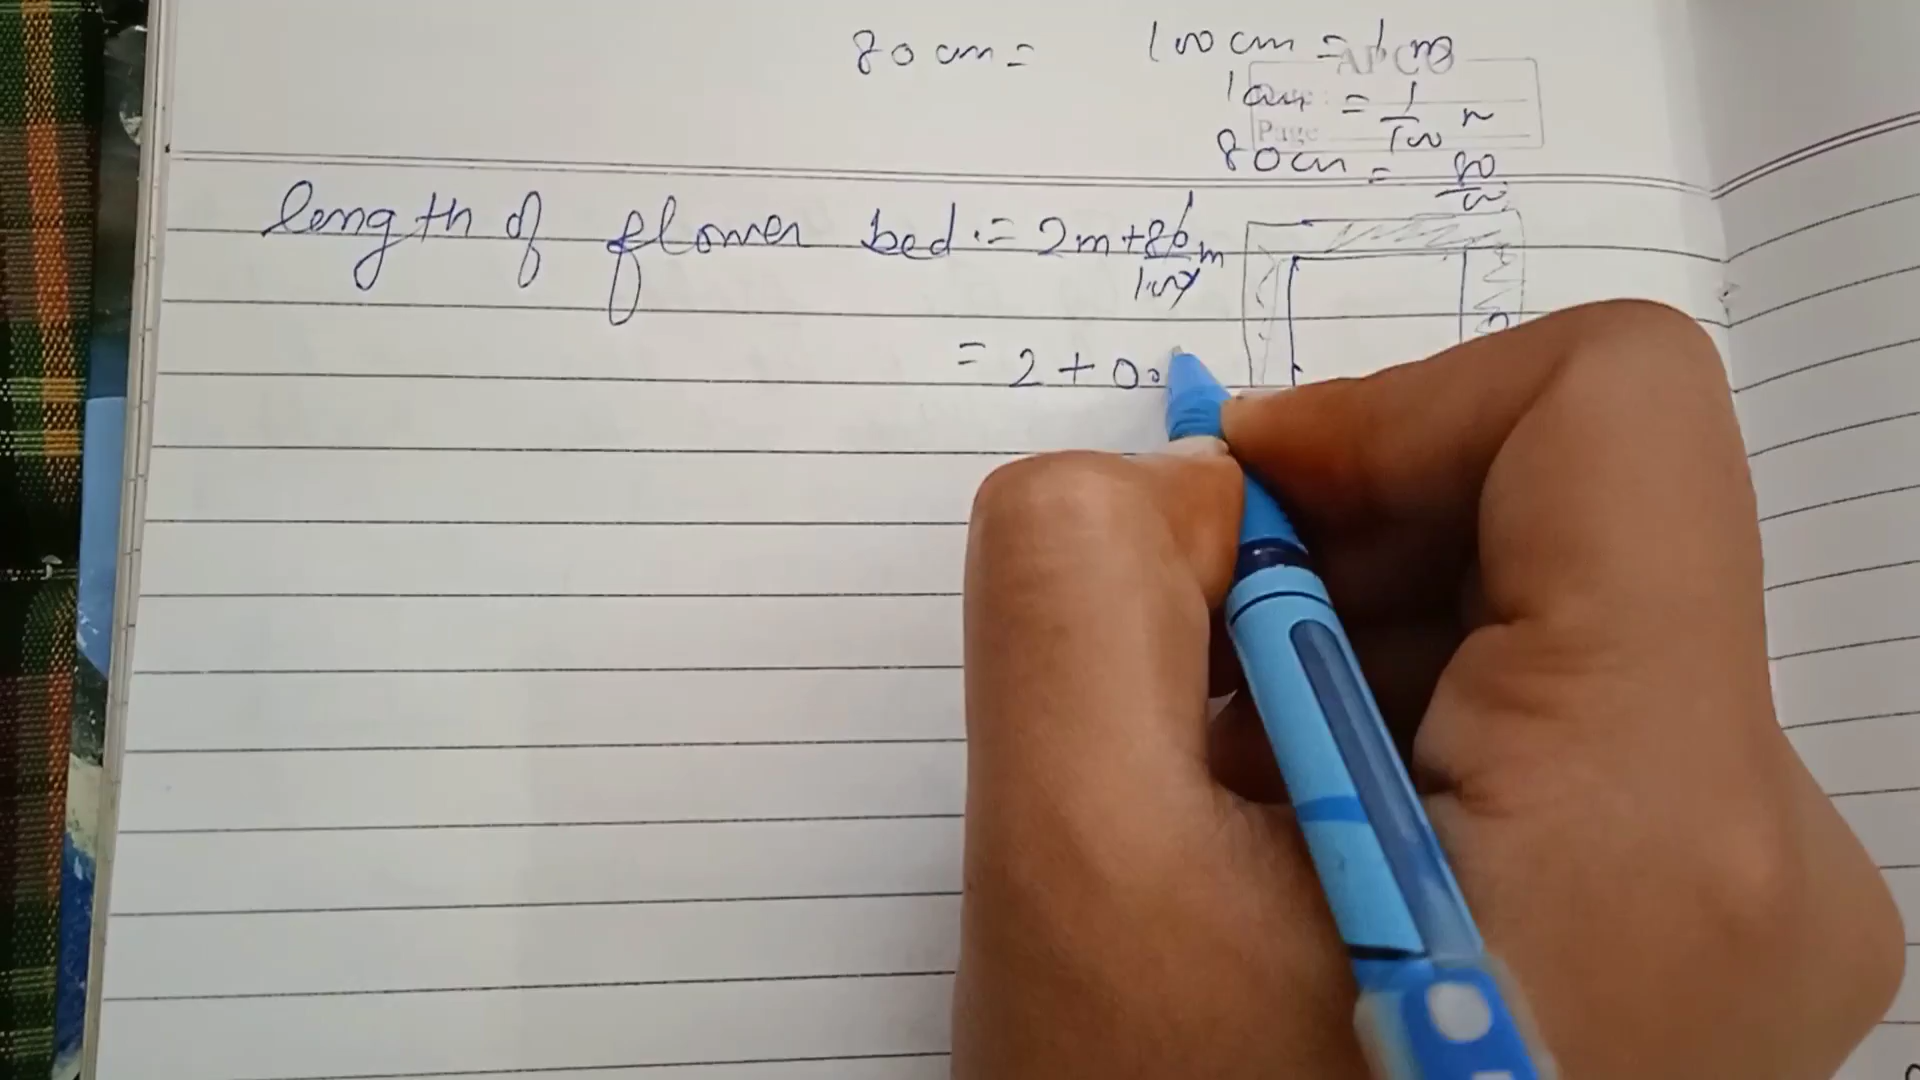 80 cm =
100 cm = 1 m
1 cm = 1/100 m
80 cm = 80/100
length of flower bed := 2m + 80/100 m
= 2 + 0.
Page